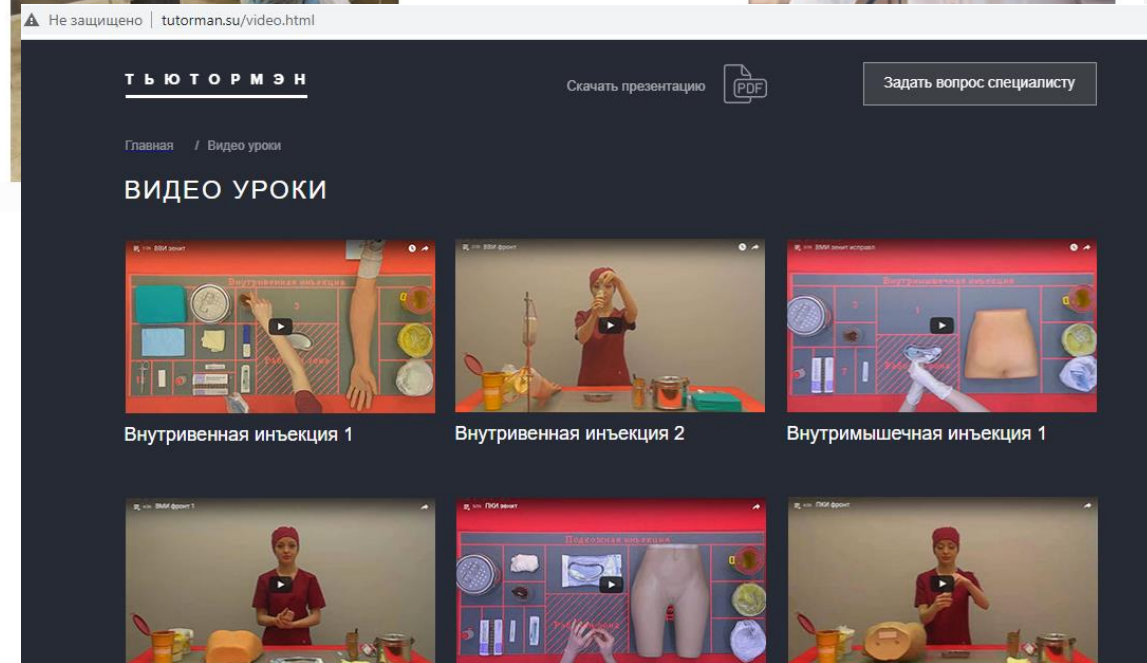 Не защищено | tutorman.su/video.html
ТЬЮТОРМЭН
Скачать презентацию
PDF
Задать вопрос специалисту
Главная / Видео уроки
ВИДЕО УРОКИ
ВВИ зенит
Внутривенная инъекция
3
ВВИ фронт
ВМИ зенит исправл
Внутримышечная инъекция
Внутривенная инъекция 1
Внутривенная инъекция 2
Внутримышечная инъекция 1
ВМИ фронт 1
ПКИ зенит
Подкожная инъекция
ПКИ фронт